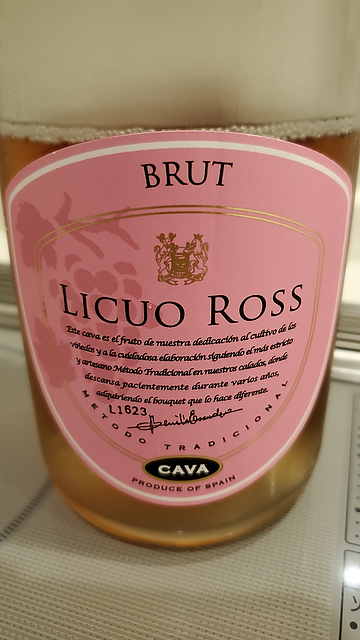 BRUT
LICUO ROSS
Este cava es el fruto de nuestra dedicación al cultivo de los
viñedos y a la cuidadosa elaboración siguiendo el más estricto
y artesano Método Tradicional en nuestros calados, donde
descansa pacientemente durante varios años,
adquiriendo el bouquet que lo hace diferente.
L1623
METODO TRADICIONAL
CAVA
PRODUCE OF SPAIN